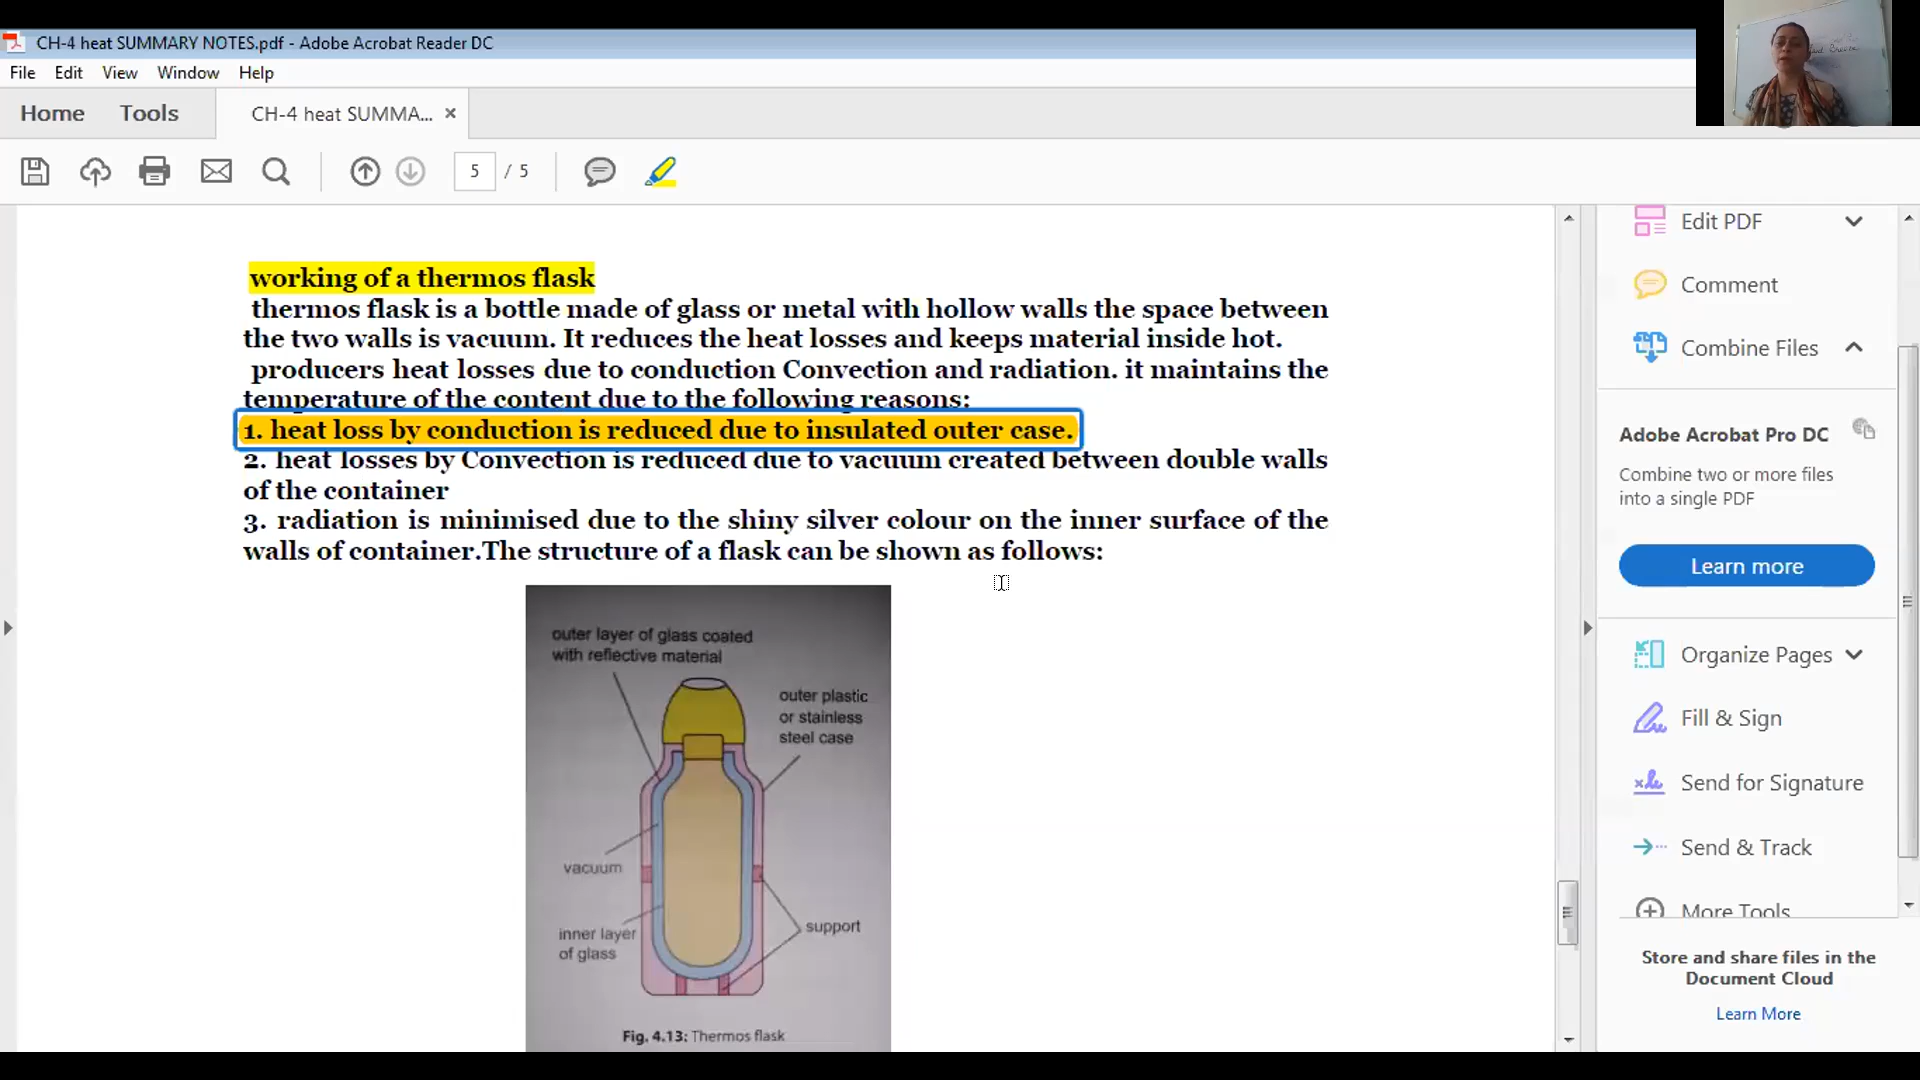 CH-4 heat SUMMARY NOTES.pdf - Adobe Acrobat Reader DC
File Edit View Window Help
Home Tools CH-4 heat SUMMA... ×
5 / 5
working of a thermos flask
thermos flask is a bottle made of glass or metal with hollow walls the space between
the two walls is vacuum. It reduces the heat losses and keeps material inside hot.
producers heat losses due to conduction Convection and radiation. it maintains the
temperature of the content due to the following reasons:
1. heat loss by conduction is reduced due to insulated outer case.
2. heat losses by Convection is reduced due to vacuum created between double walls
of the container
3. radiation is minimised due to the shiny silver colour on the inner surface of the
walls of container.The structure of a flask can be shown as follows:
outer layer of glass coated
with reflective material
outer plastic
or stainless
steel case
vacuum
inner layer
of glass
support
Fig. 4.13: Thermos flask
Edit PDF
Comment
Combine Files
Adobe Acrobat Pro DC
Combine two or more files
into a single PDF
Learn more
Organize Pages
Fill & Sign
Send for Signature
Send & Track
More Tools
Store and share files in the
Document Cloud
Learn More